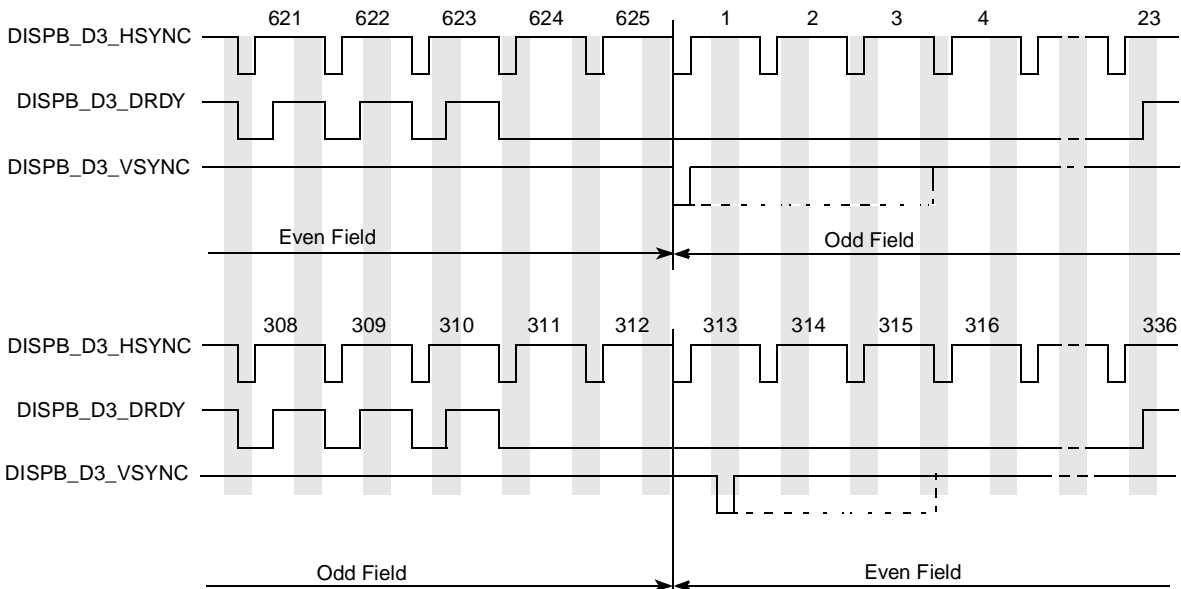 621 622 623 624 625 1 2 3 4 23
DISPB_D3_HSYNC
DISPB_D3_DRDY
DISPB_D3_VSYNC
Even Field Odd Field
308 309 310 311 312 313 314 315 316 336
DISPB_D3_HSYNC
DISPB_D3_DRDY
DISPB_D3_VSYNC
Odd Field Even Field